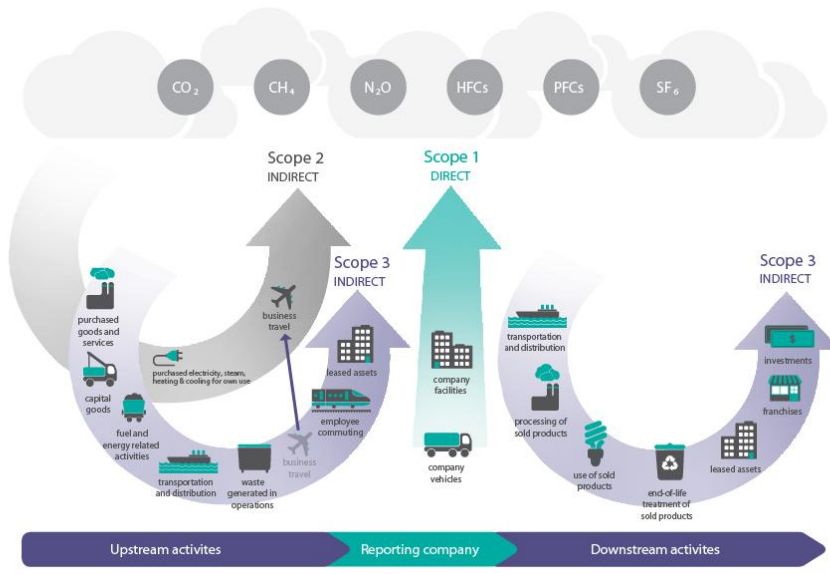 CO₂
CH₄
N₂O
HFCs
PFCs
SF₆
Scope 2
INDIRECT
Scope 1
DIRECT
Scope 3
INDIRECT
Scope 3
INDIRECT
purchased
goods and
services
capital
goods
fuel and
energy related
activities
purchased electricity, steam,
heating & cooling for own use
transportation
and distribution
waste
generated in
operations
business
travel
business
travel
employee
commuting
leased assets
company
facilities
company
vehicles
transportation
and distribution
processing of
sold products
use of sold
products
end-of-life
treatment of
sold products
leased assets
franchises
investments
Upstream activites
Reporting company
Downstream activites